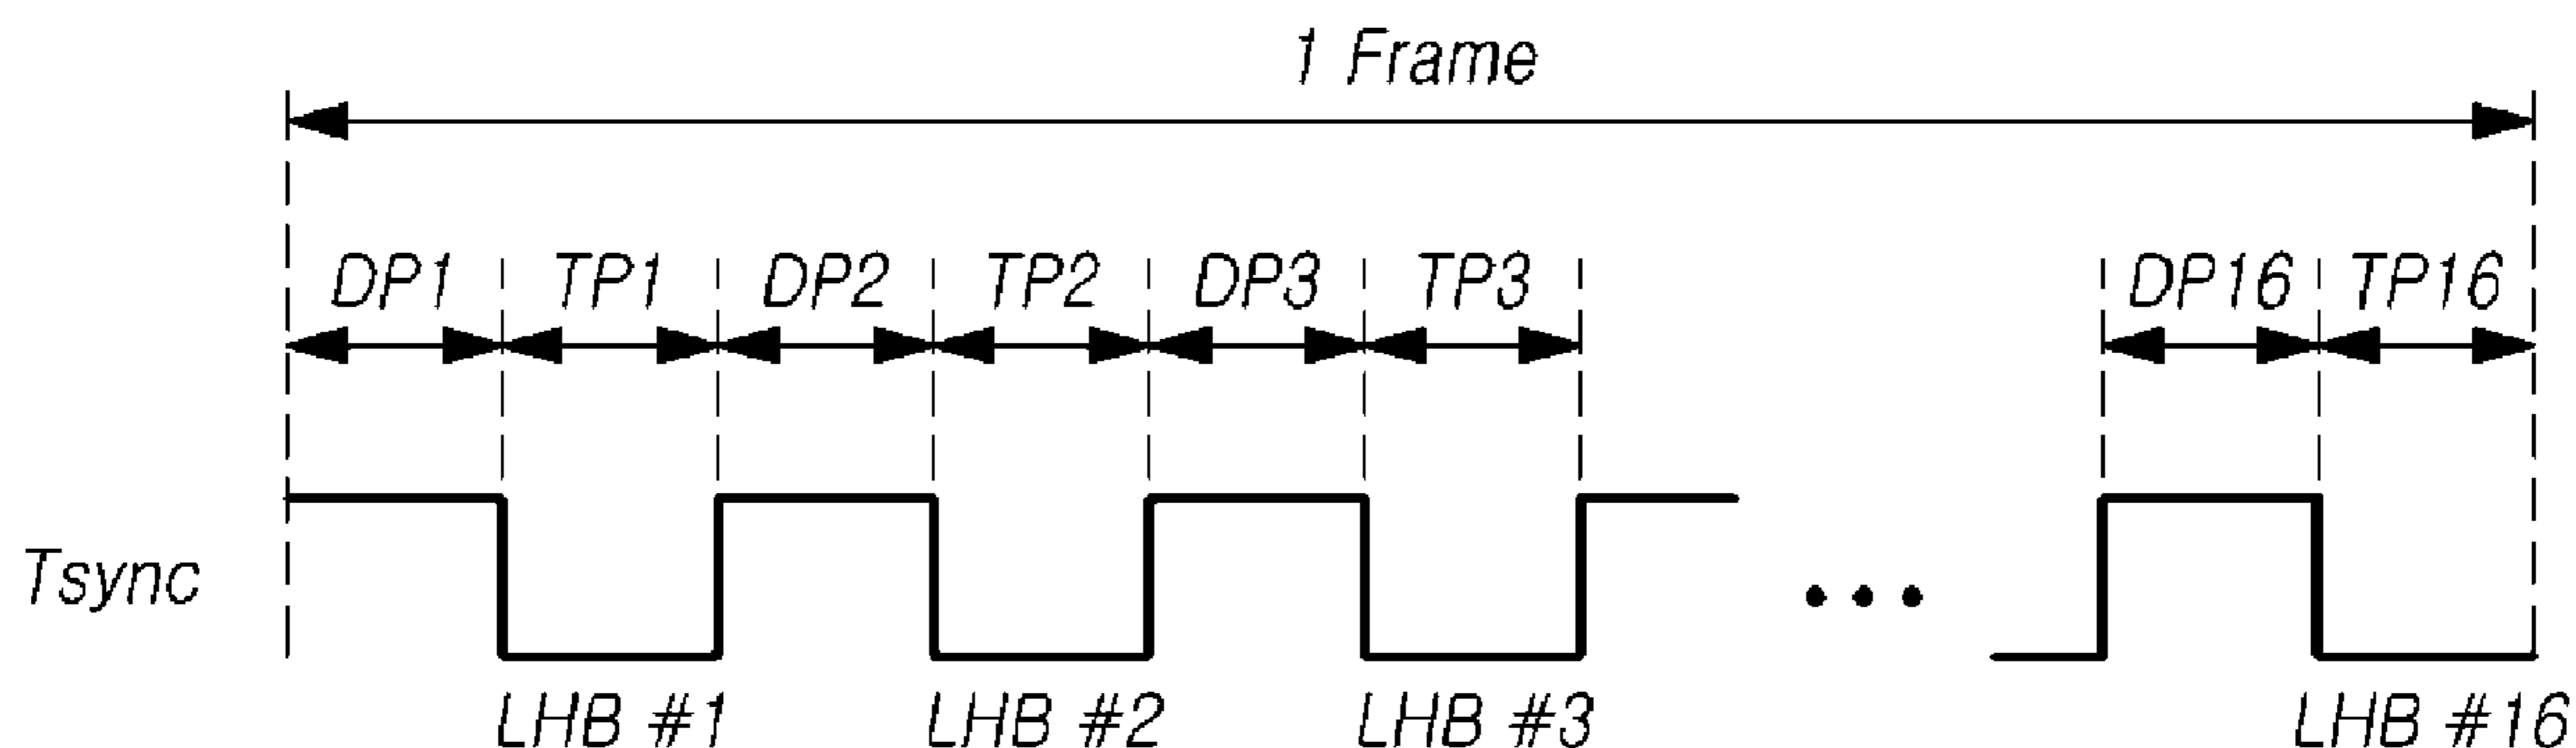 1 Frame
DP1 TP1 DP2 TP2 DP3 TP3 DP16 TP16
Tsync
LHB #1 LHB #2 LHB #3 LHB #16